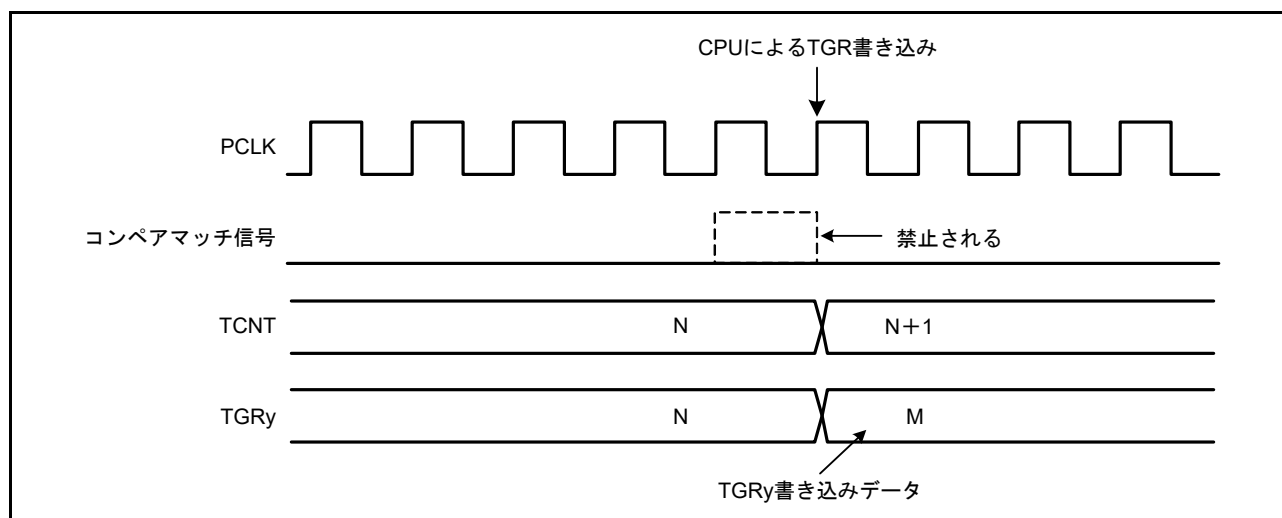 CPUによるTGR書き込み
PCLK
コンペアマッチ信号
禁止される
TCNT
N
N+1
TGRy
N
M
TGRy書き込みデータ